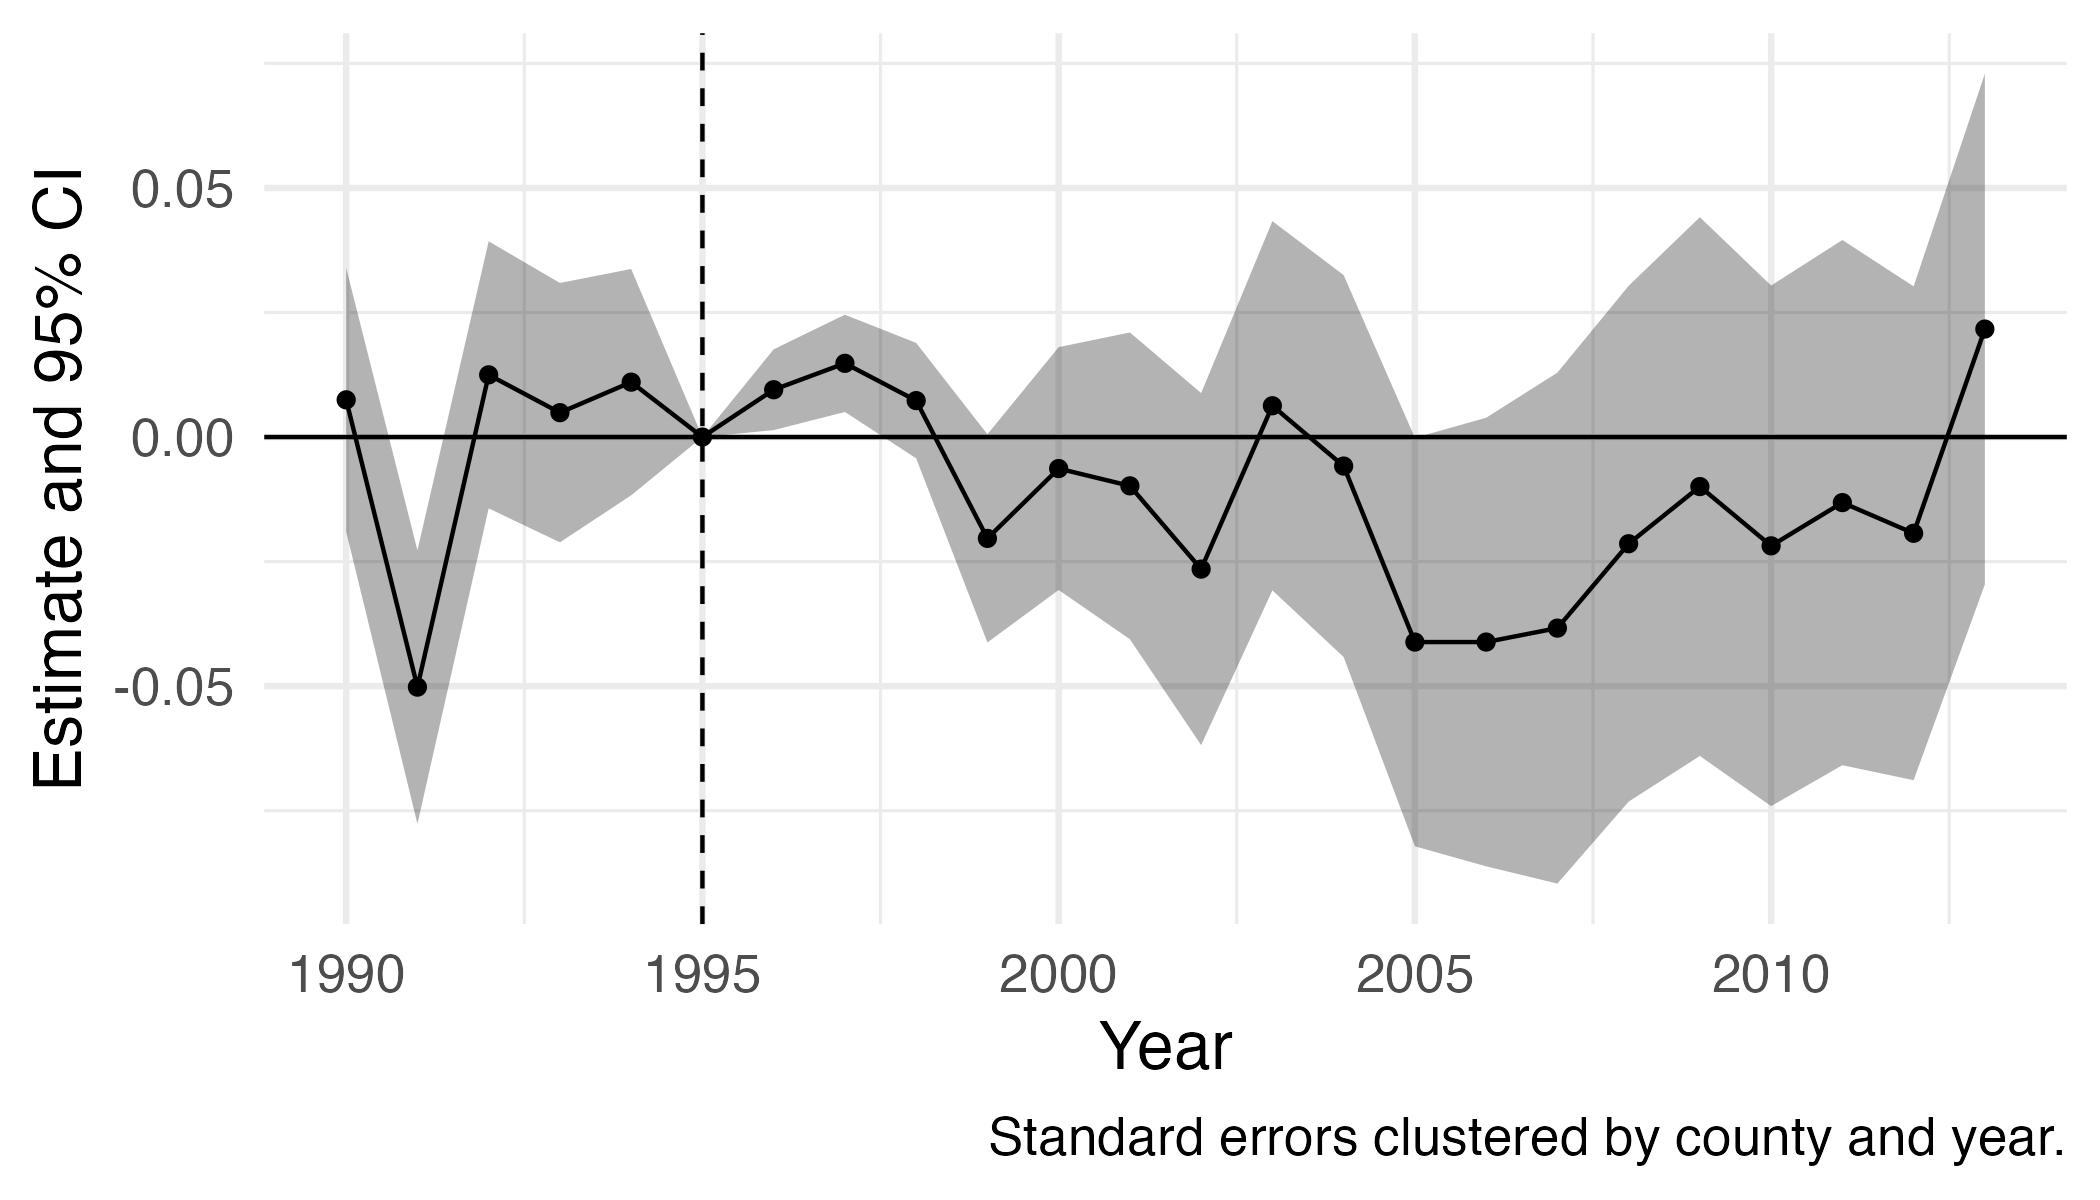 Estimate and 95% CI
0.05
0.00
-0.05
1990
1995
2000
2005
2010
Year
Standard errors clustered by county and year.